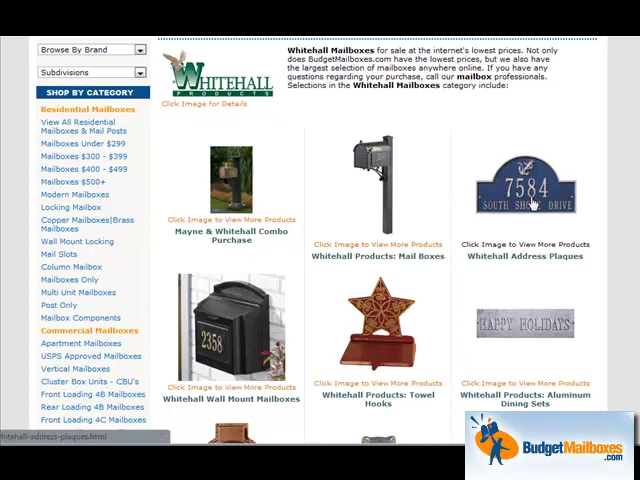 Browse By Brand
Subdivisions
SHOP BY CATEGORY
Residential Mailboxes
View All Residential
Mailboxes & Mail Posts
Mailboxes Under $299
Mailboxes $300 - $399
Mailboxes $400 - $499
Mailboxes $500+
Modern Mailboxes
Locking Mailbox
Copper Mailboxes|Brass
Mailboxes
Wall Mount Locking
Mail Slots
Column Mailbox
Mailboxes Only
Multi Unit Mailboxes
Post Only
Mailbox Components
Commercial Mailboxes
Apartment Mailboxes
USPS Approved Mailboxes
Vertical Mailboxes
Cluster Box Units - CBU's
Front Loading 4B Mailboxes
Rear Loading 4B Mailboxes
Front Loading 4C Mailboxes
WHITEHALL
PRODUCTS
Click Image for Details
Whitehall Mailboxes for sale at the internet's lowest prices. Not only
does BudgetMailboxes.com have the lowest prices, but we also have
the largest selection of mailboxes anywhere online. If you have any
questions regarding your purchase, call our mailbox professionals.
Selections in the Whitehall Mailboxes category include:
Click Image to View More Products
Mayne & Whitehall Combo
Purchase
Click Image to View More Products
Whitehall Products: Mail Boxes
7584
SOUTH SHORE DRIVE
Click Image to View More Products
Whitehall Address Plaques
2358
Click Image to View More Products
Whitehall Wall Mount Mailboxes
Click Image to View More Products
Whitehall Products: Towel
Hooks
HAPPY HOLIDAYS
Click Image to View More Products
Whitehall Products: Aluminum
Dining Sets
hitehall-address-plaques.html
BudgetMailboxes
.com